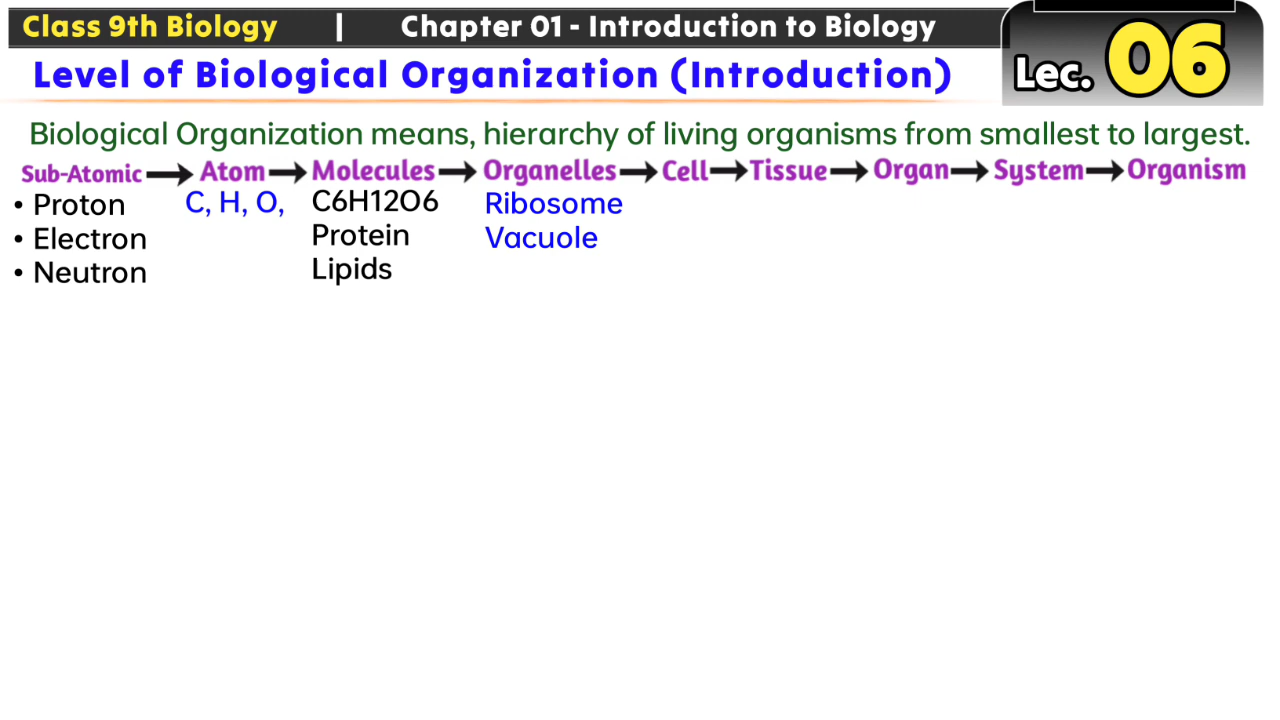 Class 9th Biology | Chapter 01 - Introduction to Biology
Lec. 06
Level of Biological Organization (Introduction)
Biological Organization means, hierarchy of living organisms from smallest to largest.
Sub-Atomic → Atom → Molecules → Organelles → Cell → Tissue → Organ → System → Organism
• Proton
• Electron
• Neutron
C, H, O,
C6H12O6
Protein
Lipids
Ribosome
Vacuole